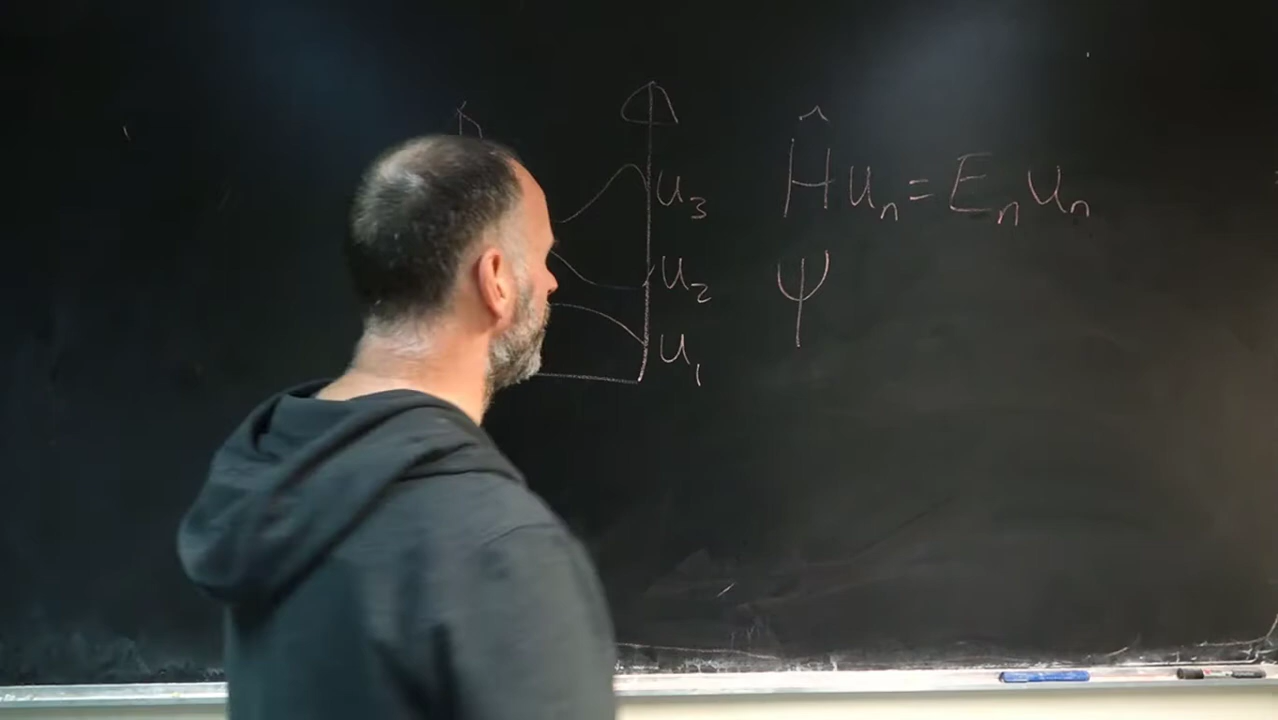 u₃
u₂
u₁
Ĥuₙ = Eₙuₙ
ψ